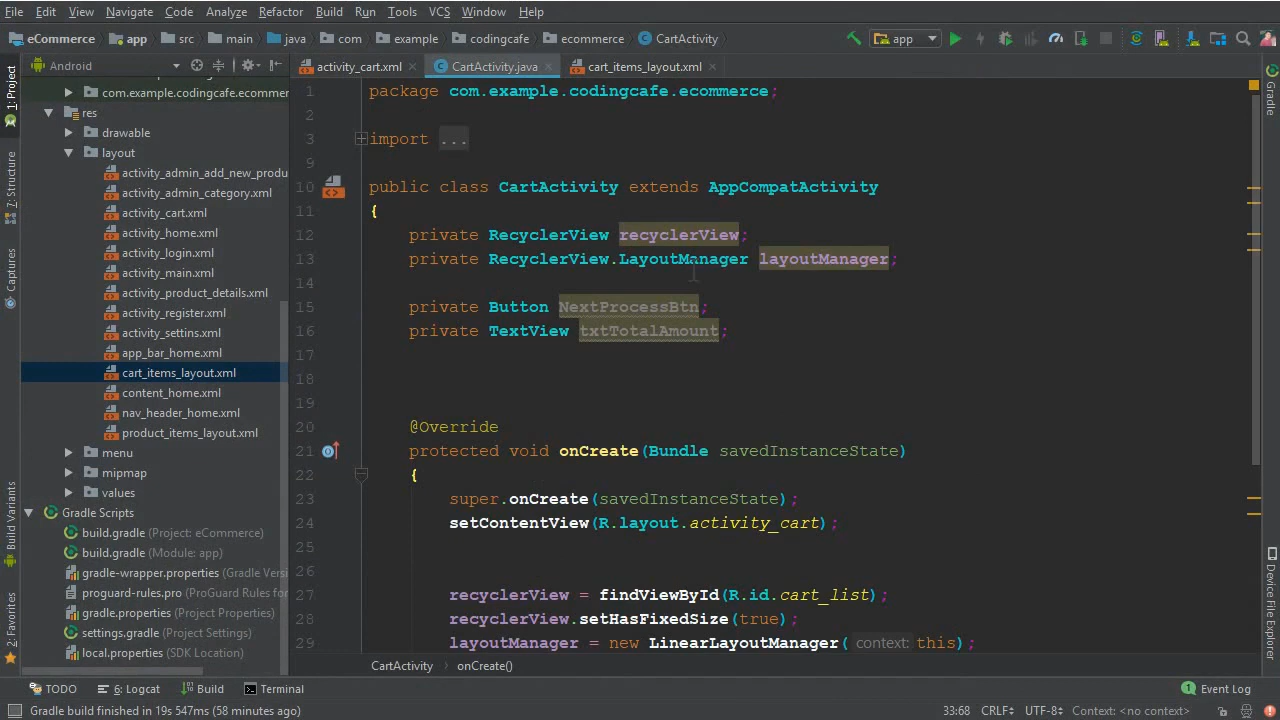 File Edit View Navigate Code Analyze Refactor Build Run Tools VCS Window Help
eCommerce app src main java com example codingcafe ecommerce CartActivity app
Android activity_cart.xml CartActivity.java cart_items_layout.xml
1: Project
7: Structure
Captures
Build Variants
2: Favorites
com.example.codingcafe.ecommer
res
drawable
layout
activity_admin_add_new_produ
activity_admin_category.xml
activity_cart.xml
activity_home.xml
activity_login.xml
activity_main.xml
activity_product_details.xml
activity_register.xml
activity_settins.xml
app_bar_home.xml
cart_items_layout.xml
content_home.xml
nav_header_home.xml
product_items_layout.xml
menu
mipmap
values
Gradle Scripts
build.gradle (Project: eCommerce)
build.gradle (Module: app)
gradle-wrapper.properties (Gradle Versi
proguard-rules.pro (ProGuard Rules for
gradle.properties (Project Properties)
settings.gradle (Project Settings)
local.properties (SDK Location)
1 package com.example.codingcafe.ecommerce;
2
3 import ...
9
10 public class CartActivity extends AppCompatActivity
11 {
12 private RecyclerView recyclerView;
13 private RecyclerView.LayoutManager layoutManager;
14
15 private Button NextProcessBtn;
16 private TextView txtTotalAmount;
17
18
19
20 @Override
21 protected void onCreate(Bundle savedInstanceState)
22 {
23 super.onCreate(savedInstanceState);
24 setContentView(R.layout.activity_cart);
25
26
27 recyclerView = findViewById(R.id.cart_list);
28 recyclerView.setHasFixedSize(true);
29 layoutManager = new LinearLayoutManager( context: this);
CartActivity onCreate()
Gradle
Device File Explorer
TODO 6: Logcat Build Terminal 1 Event Log
Gradle build finished in 19s 547ms (58 minutes ago) 33:68 CRLF UTF-8 Context: <no context>